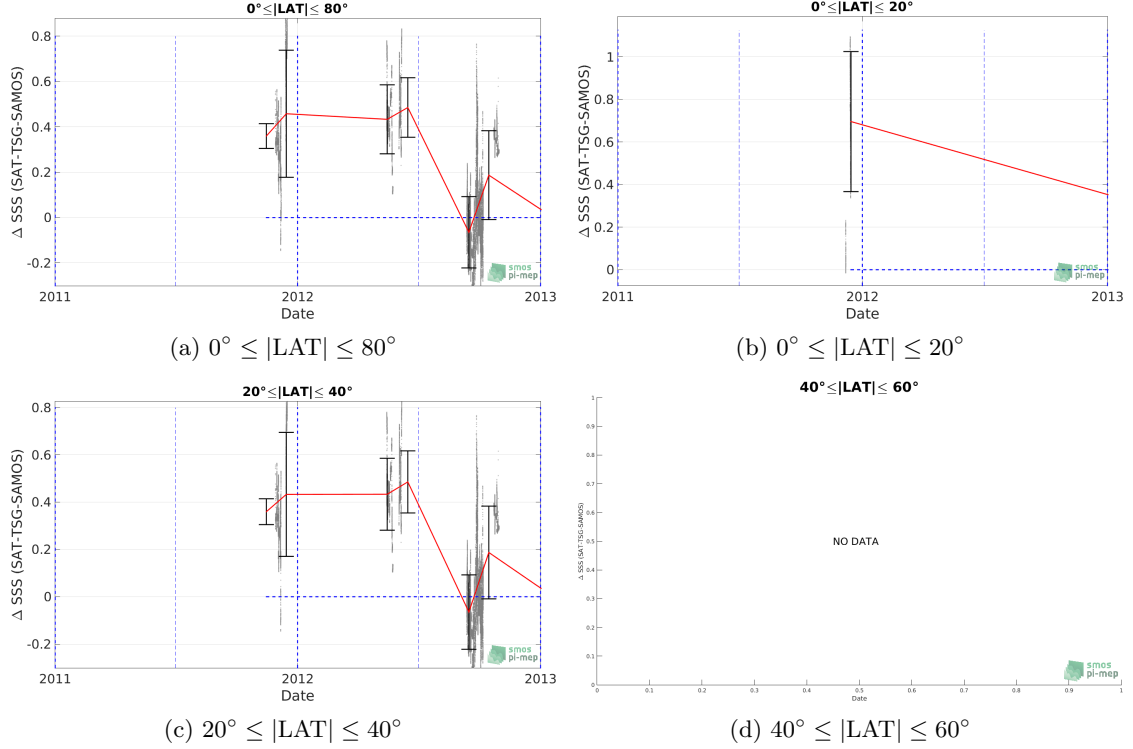 0°≤|LAT|≤ 80°
Δ SSS (SAT-TSG-SAMOS)
0.8
0.6
0.4
0.2
0
-0.2
2011
2012
2013
Date
smos
pi-mep
(a) 0° ≤ |LAT| ≤ 80°
0°≤|LAT|≤ 20°
Δ SSS (SAT-TSG-SAMOS)
1
0.8
0.6
0.4
0.2
0
2011
2012
2013
Date
smos
pi-mep
(b) 0° ≤ |LAT| ≤ 20°
20°≤|LAT|≤ 40°
Δ SSS (SAT-TSG-SAMOS)
0.8
0.6
0.4
0.2
0
-0.2
2011
2012
2013
Date
smos
pi-mep
(c) 20° ≤ |LAT| ≤ 40°
40°≤|LAT|≤ 60°
Δ SSS (SAT-TSG-SAMOS)
1
0.9
0.8
0.7
0.6
0.5
0.4
0.3
0.2
0.1
0
NO DATA
0 0.1 0.2 0.3 0.4 0.5 0.6 0.7 0.8 0.9 1
Date
smos
pi-mep
(d) 40° ≤ |LAT| ≤ 60°